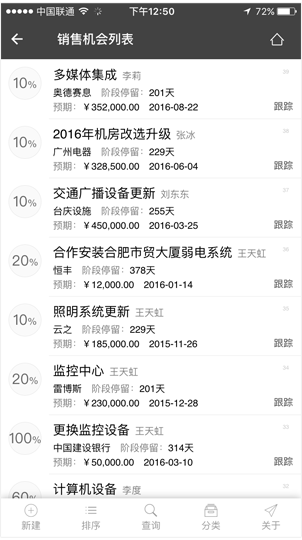 中国联通 下午12:50 72%
销售机会列表
39
10% 多媒体集成 李莉
奥德赛息 阶段停留：201天
预期：￥352,000.00 2016-08-22 跟踪
38
10% 2016年机房改选升级 张冰
广州电器 阶段停留：229天
预期：￥328,500.00 2016-06-04 跟踪
37
10% 交通广播设备更新 刘东东
台庆设施 阶段停留：255天
预期：￥450,000.00 2016-03-25 跟踪
36
20% 合作安装合肥市贸大厦弱电系统 王天虹
恒丰 阶段停留：378天
预期：￥12,000.00 2016-01-14 跟踪
35
10% 照明系统更新 王天虹
云之 阶段停留：229天
预期：￥185,000.00 2015-11-26 跟踪
34
20% 监控中心 王天虹
雷博斯 阶段停留：201天
预期：￥230,000.00 2015-12-28 跟踪
33
100% 更换监控设备 王天虹
中国建设银行 阶段停留：314天
预期：￥50,000.00 2016-03-10 跟踪
32
60% 计算机设备 李度
新建 排序 查询 分类 关于